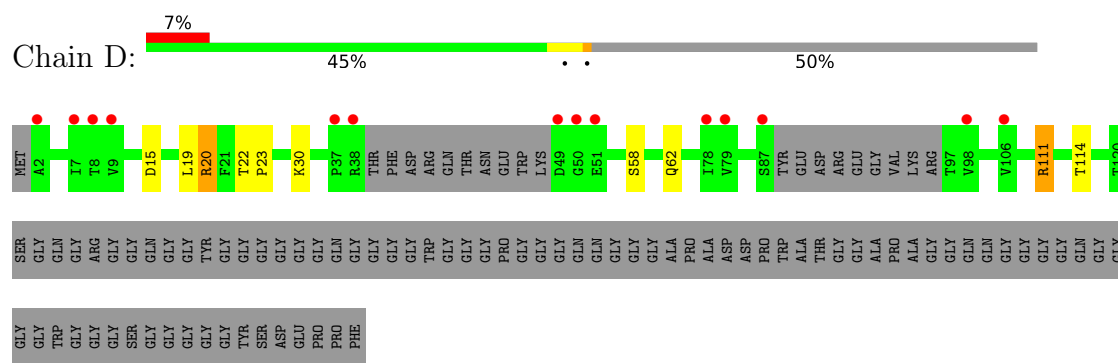 7%
Chain D:
45% 50%
MET A2 I7 T8 V9 D15 L19 R20 F21 T22 P23 K30 P37 R38 THR PHE ASP ARG GLN THR ASN GLU TRP LYS D49 G50 E51 S58 Q62 I78 V79 S87 TYR GLU ASP ARG GLU GLY VAL LYS ARG T97 V98 V106 R111 T114 T120
SER GLY GLN GLY ARG GLY GLY GLN GLY GLY TYR GLY GLY GLY GLY GLY GLY GLN GLY GLY GLY GLY TRP GLY GLY GLY PRO GLY GLY GLY GLN GLN GLY GLY GLY ALA PRO ALA ASP ASP PRO TRP ALA THR GLY GLY ALA PRO ALA GLY GLY GLN GLN GLY GLY GLY GLY GLN GLY GLY
GLY GLY TRP GLY GLY GLY SER GLY GLY GLY GLY GLY TYR SER ASP GLU PRO PRO PHE